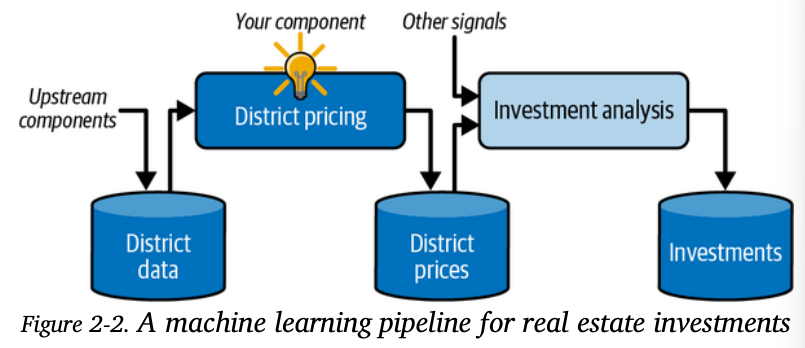 Your component
Other signals
Upstream
components
District pricing
Investment analysis
District
data
District
prices
Investments
Figure 2-2. A machine learning pipeline for real estate investments